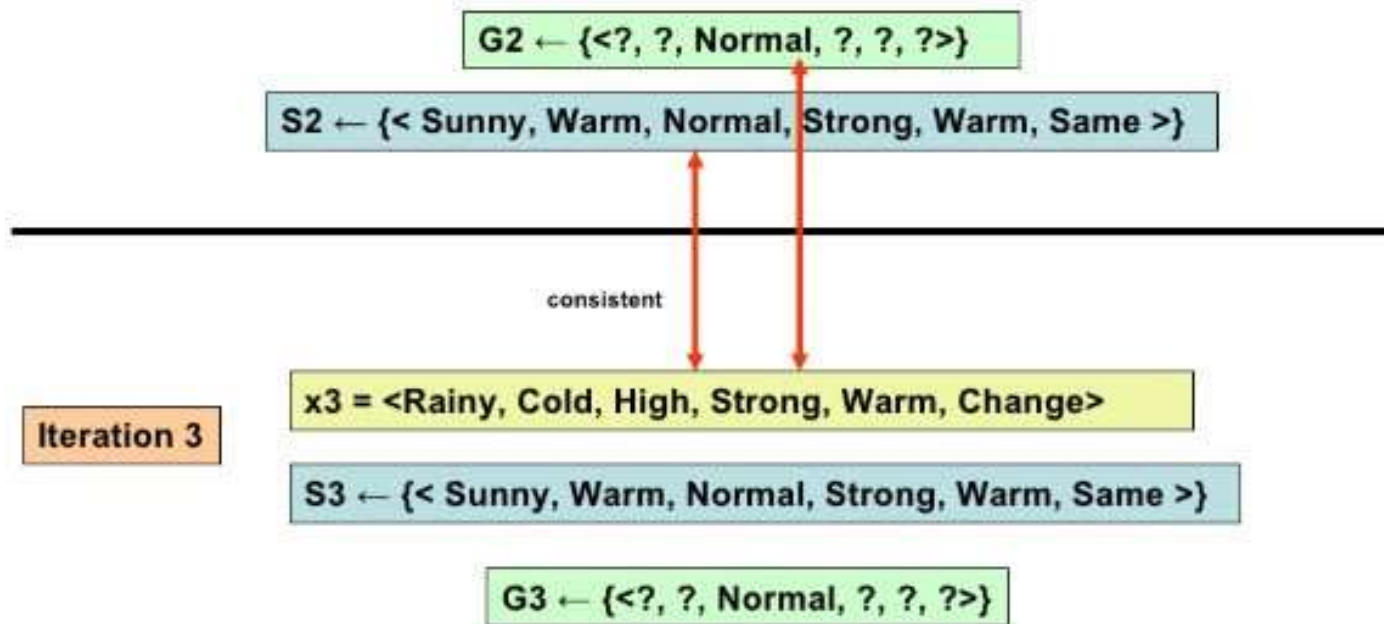 G2 ← {<?, ?, Normal, ?, ?, ?>}
S2 ← {< Sunny, Warm, Normal, Strong, Warm, Same >}
consistent
x3 = <Rainy, Cold, High, Strong, Warm, Change>
Iteration 3
S3 ← {< Sunny, Warm, Normal, Strong, Warm, Same >}
G3 ← {<?, ?, Normal, ?, ?, ?>}